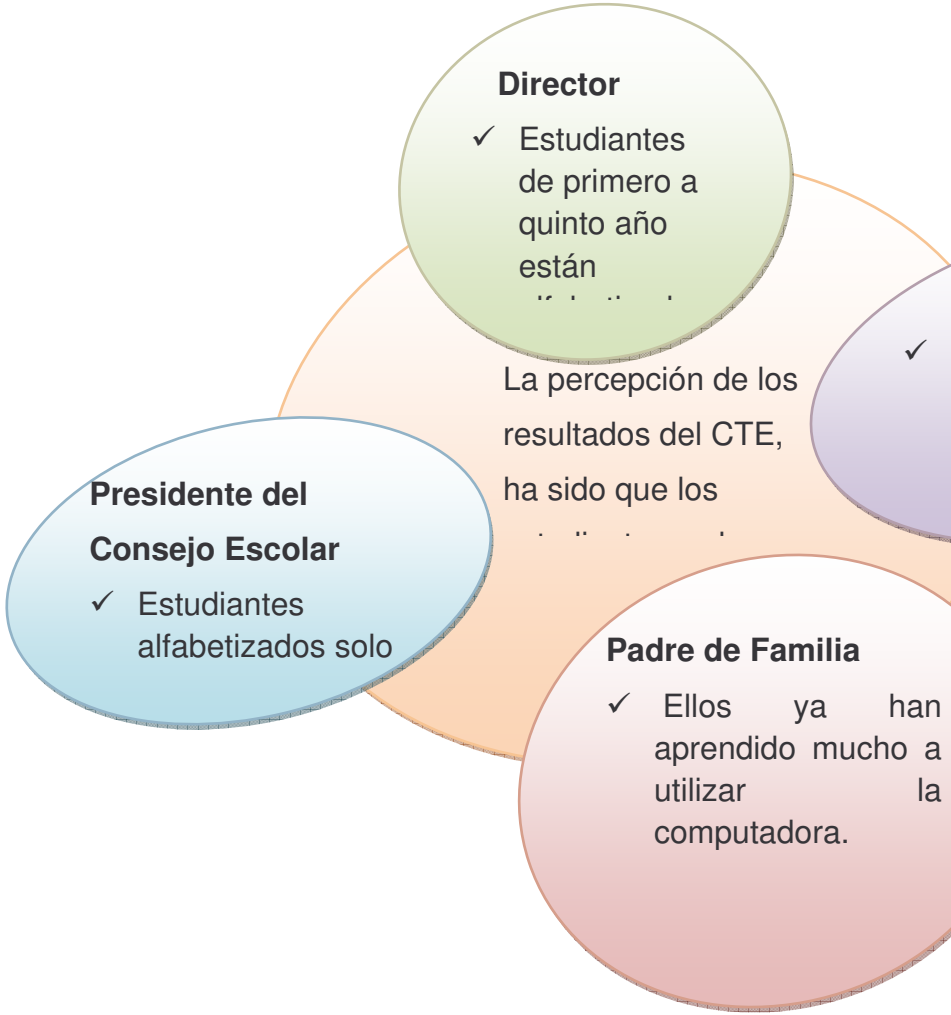 Director
✓ Estudiantes
de primero a
quinto año
están
La percepción de los
resultados del CTE,
ha sido que los
✓
Presidente del
Consejo Escolar
✓ Estudiantes
alfabetizados solo
Padre de Familia
✓ Ellos ya han
aprendido mucho a
utilizar la
computadora.